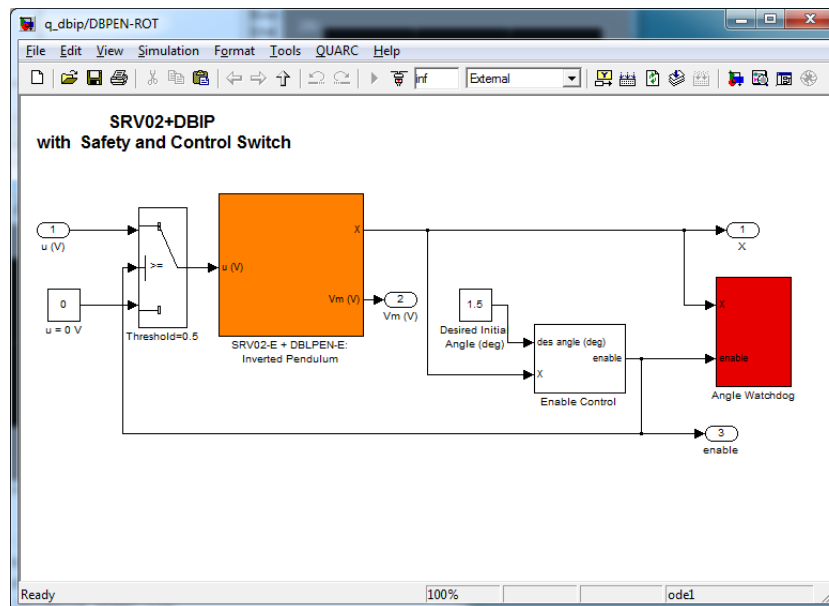 q_dbip/DBPEN-ROT
File Edit View Simulation Format Tools QUARC Help
inf External
SRV02+DBIP
with Safety and Control Switch
1
u (V)
>=
0
u = 0 V
Threshold=0.5
u (V)
X
Vm (V)
SRV02-E + DBLPEN-E:
Inverted Pendulum
2
Vm (V)
1.5
Desired Initial
Angle (deg)
des angle (deg)
enable
X
Enable Control
1
X
X
enable
Angle Watchdog
3
enable
Ready 100% ode1